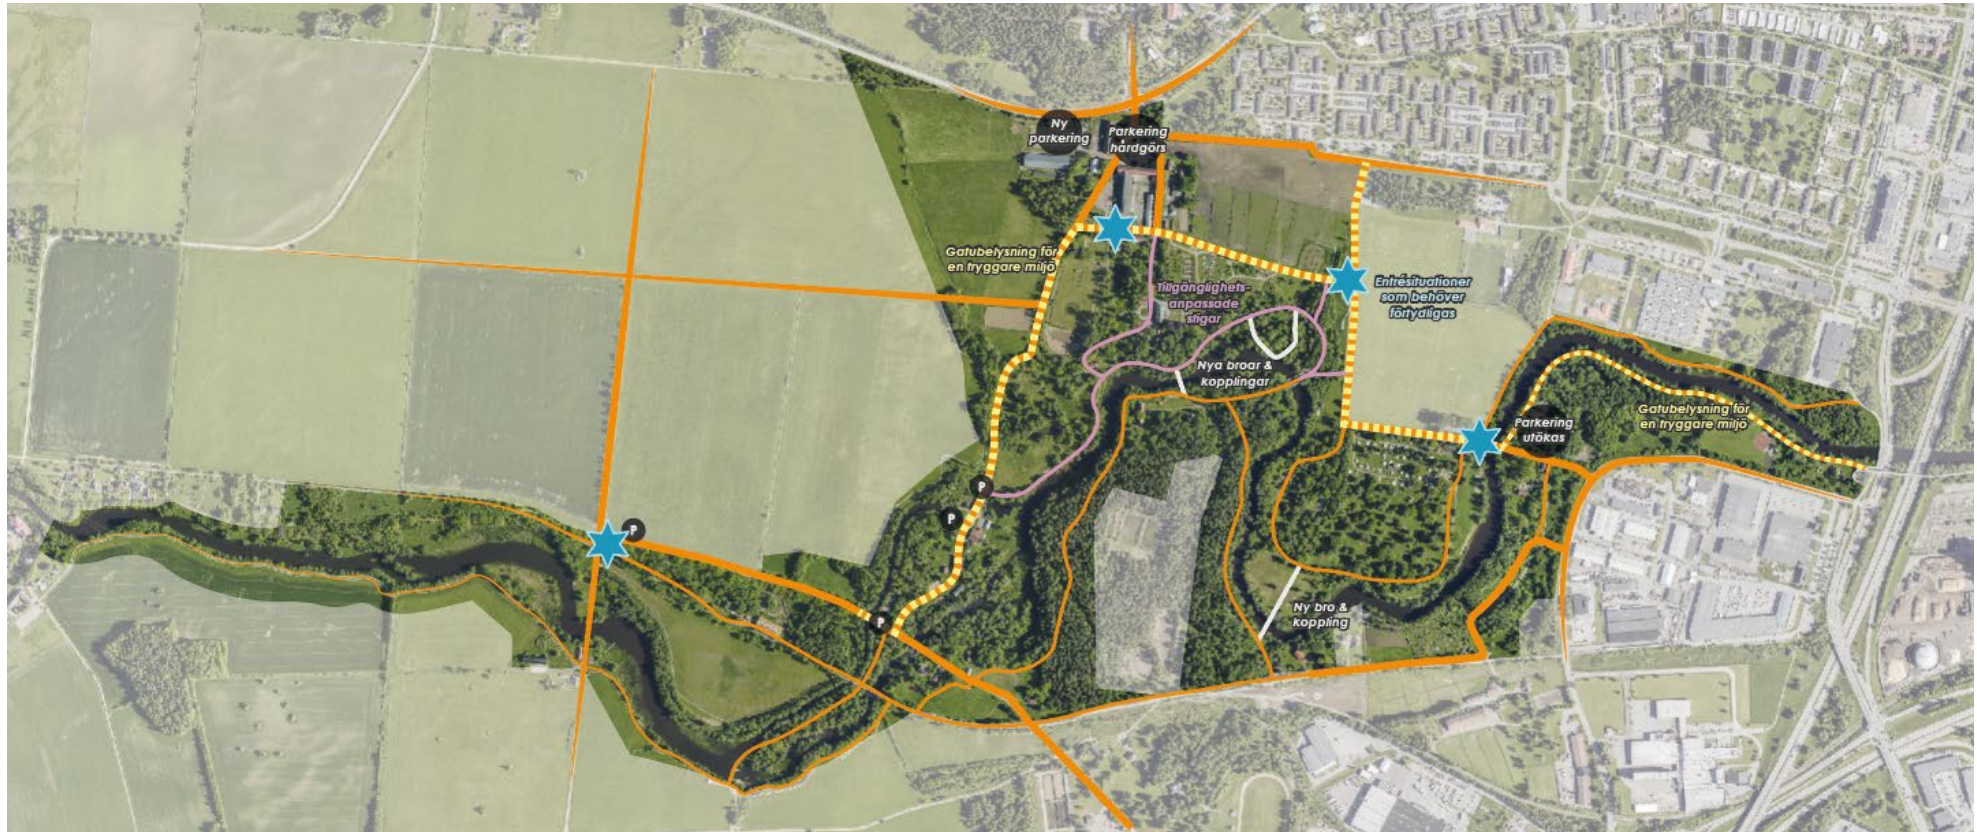 Ny
parkering
Parkering
hårdgörs
Gatubelysning för
en tryggare miljö
Tillgänglighets-
anpassade
stigar
Entrésituationer
som behöver
förtydligas
Nya broar &
kopplingar
Gatubelysning för
en tryggare miljö
Parkering
utökas
P
P
P
P
Ny bro &
koppling